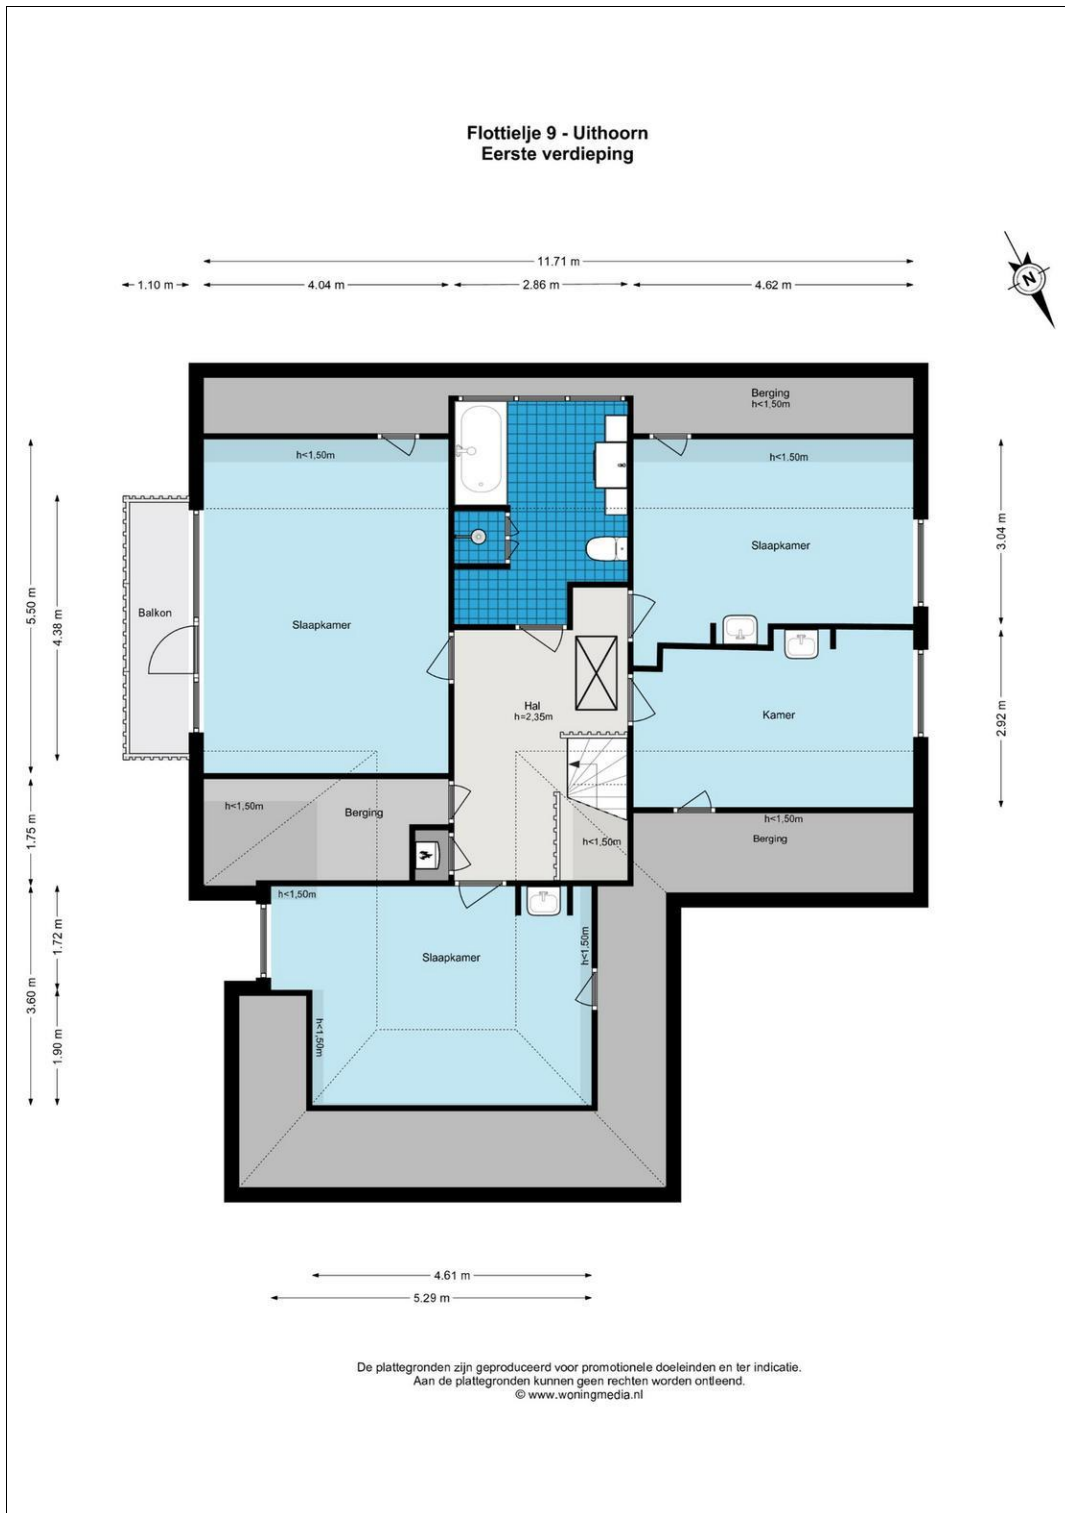 Flottielje 9 - Uithoorn
Eerste verdieping
N
11.71 m
1.10 m
4.04 m
2.86 m
4.62 m
Berging
h<1,50m
h<1,50m
h<1.50m
Slaapkamer
3.04 m
5.50 m
4.38 m
Balkon
Slaapkamer
Hal
h=2,35m
Kamer
2.92 m
h<1,50m
Berging
1.75 m
h<1,50m
h<1,50m
Berging
h<1,50m
1.72 m
3.60 m
Slaapkamer
h<1,50m
h<1,50m
1.90 m
4.61 m
5.29 m
De plattegronden zijn geproduceerd voor promotionele doeleinden en ter indicatie.
Aan de plattegronden kunnen geen rechten worden ontleend.
© www.woningmedia.nl